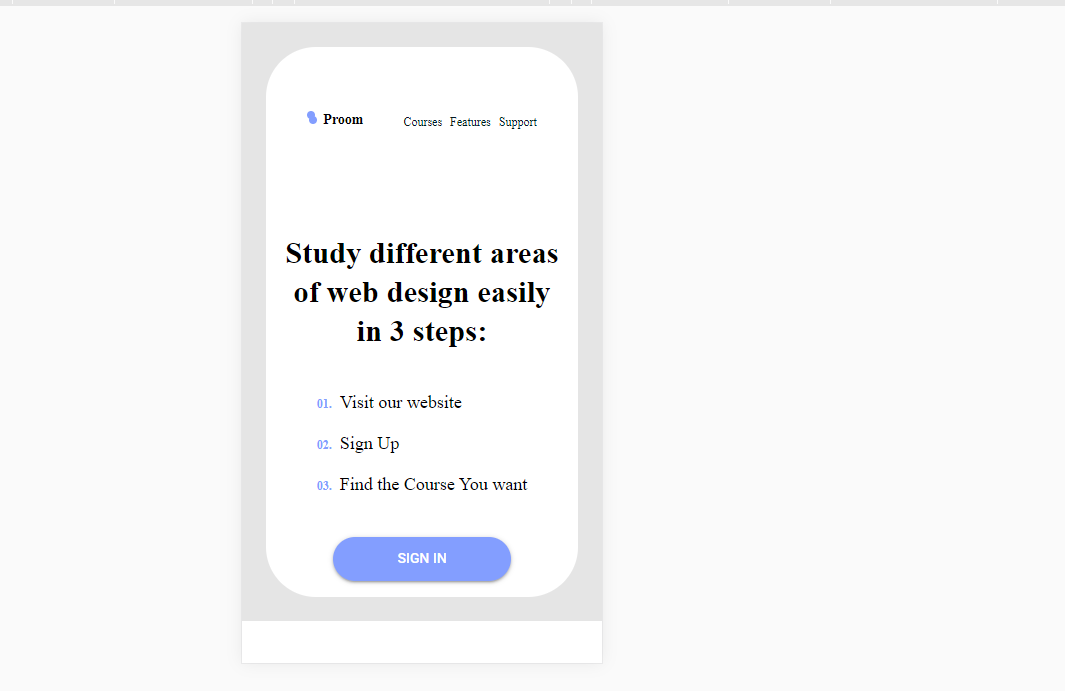 Proom Courses Features Support
Study different areas
of web design easily
in 3 steps:
01. Visit our website
02. Sign Up
03. Find the Course You want
SIGN IN